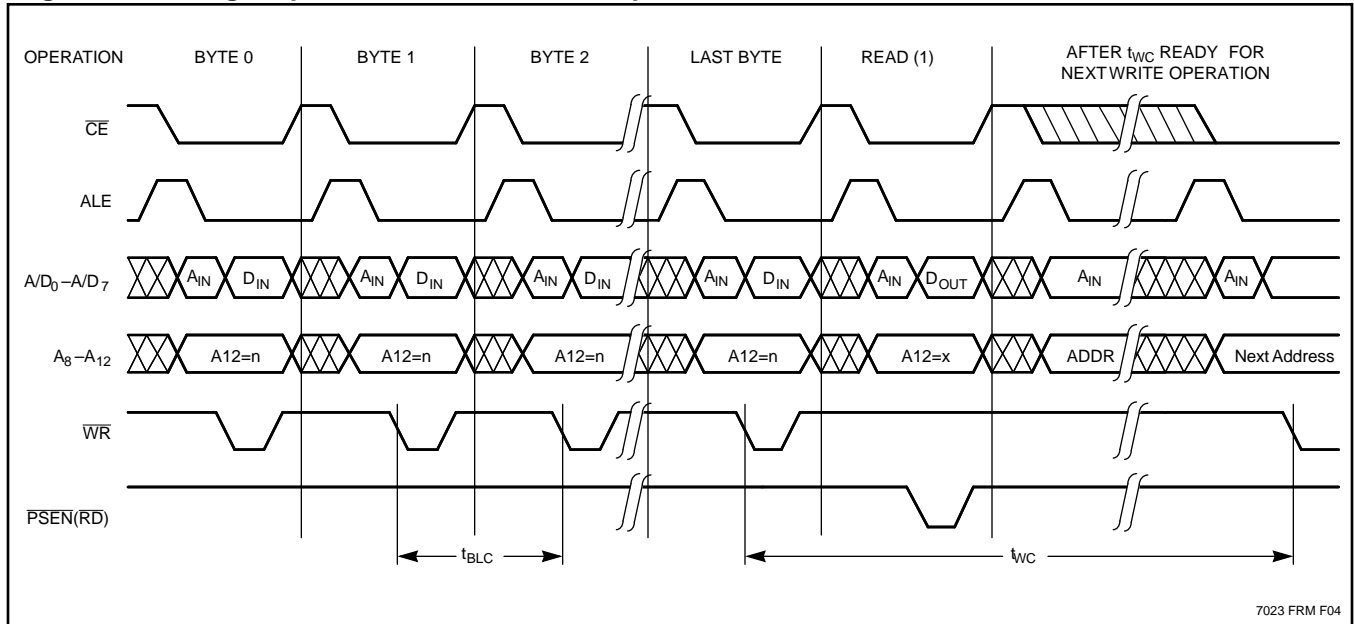 OPERATION BYTE 0 BYTE 1 BYTE 2 LAST BYTE READ (1) AFTER tWC READY FOR
NEXT WRITE OPERATION
CE
ALE
A/D0–A/D7 AIN DIN AIN DIN AIN DIN AIN DIN AIN DOUT AIN AIN
A8–A12 A12=n A12=n A12=n A12=n A12=x ADDR Next Address
WR
PSEN(RD)
tBLC tWC
7023 FRM F04